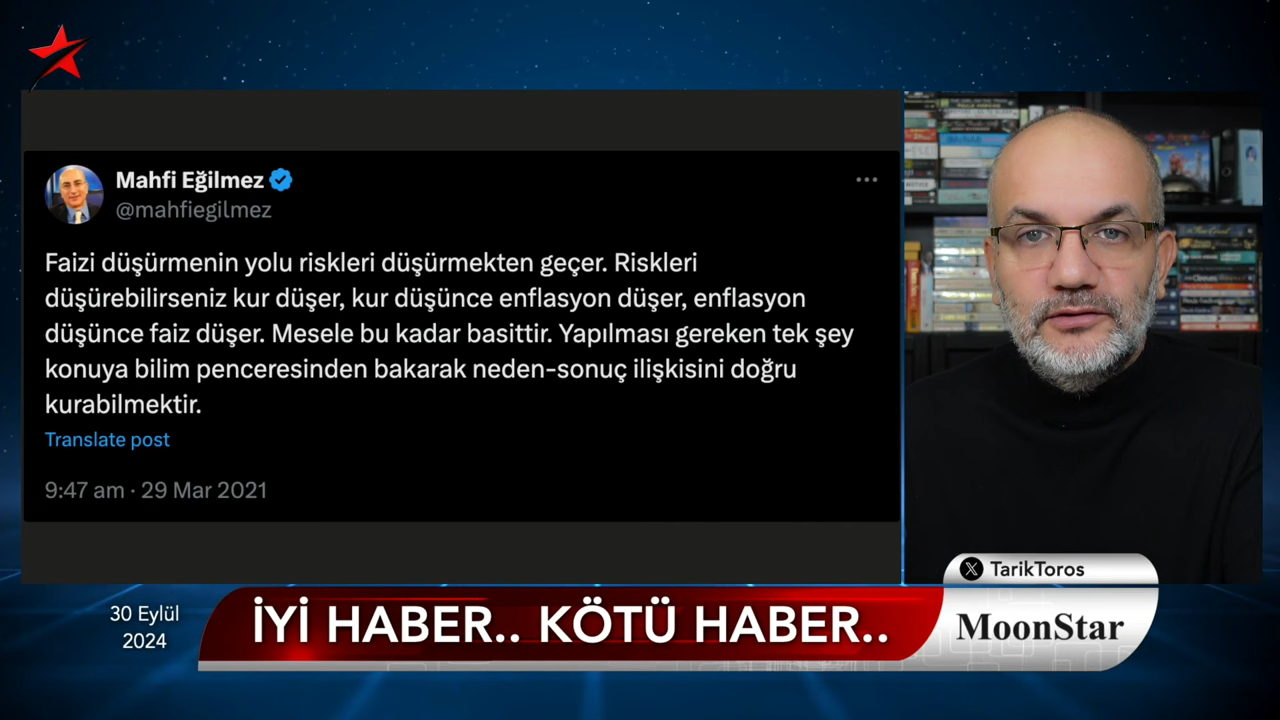 Mahfi Eğilmez
@mahfiegilmez
Faizi düşürmenin yolu riskleri düşürmekten geçer. Riskleri
düşürebilirseniz kur düşer, kur düşünce enflasyon düşer, enflasyon
düşünce faiz düşer. Mesele bu kadar basittir. Yapılması gereken tek şey
konuya bilim penceresinden bakarak neden-sonuç ilişkisini doğru
kurabilmektir.
Translate post
9:47 am · 29 Mar 2021
TarikToros
30 Eylül
2024
İYİ HABER.. KÖTÜ HABER..
MoonStar